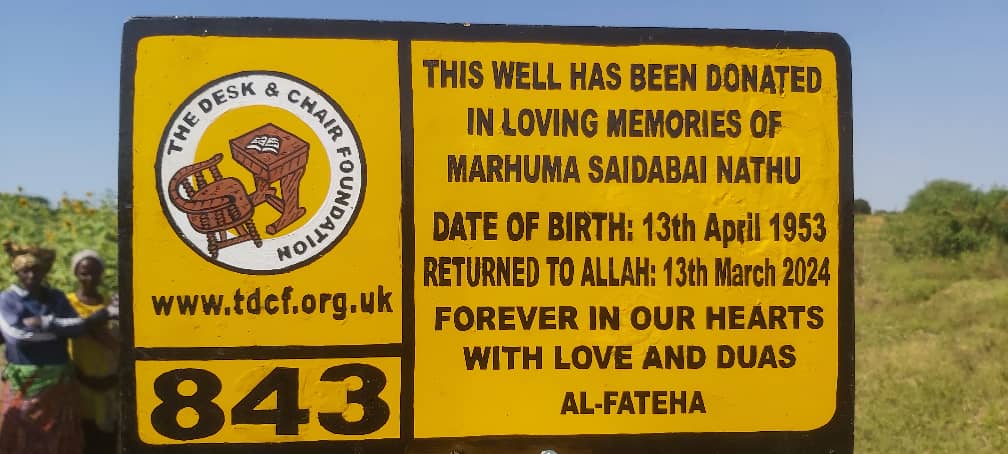 THE DESK & CHAIR FOUNDATION
www.tdcf.org.uk
843
THIS WELL HAS BEEN DONATED
IN LOVING MEMORIES OF
MARHUMA SAIDABAI NATHU
DATE OF BIRTH: 13th April 1953
RETURNED TO ALLAH: 13th March 2024
FOREVER IN OUR HEARTS
WITH LOVE AND DUAS
AL-FATEHA